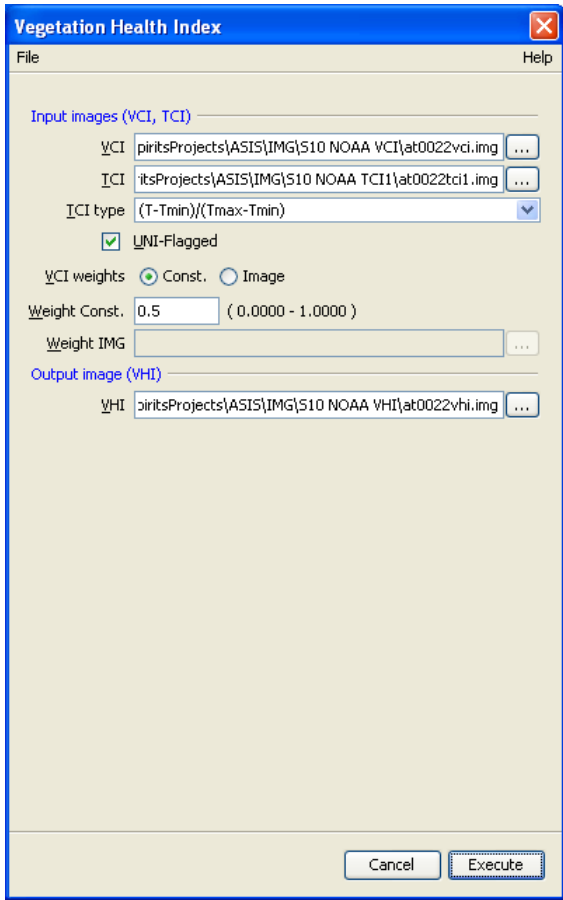 Vegetation Health Index
File Help
Input images (VCI, TCI)
VCI piritsProjects\ASIS\IMG\S10 NOAA VCI\at0022vci.img ...
TCI itsProjects\ASIS\IMG\S10 NOAA TCI1\at0022tci1.img ...
TCI type (T-Tmin)/(Tmax-Tmin)
UNI-Flagged
VCI weights Const. Image
Weight Const. 0.5 ( 0.0000 - 1.0000 )
Weight IMG ...
Output image (VHI)
VHI piritsProjects\ASIS\IMG\S10 NOAA VHI\at0022vhi.img ...
Cancel Execute